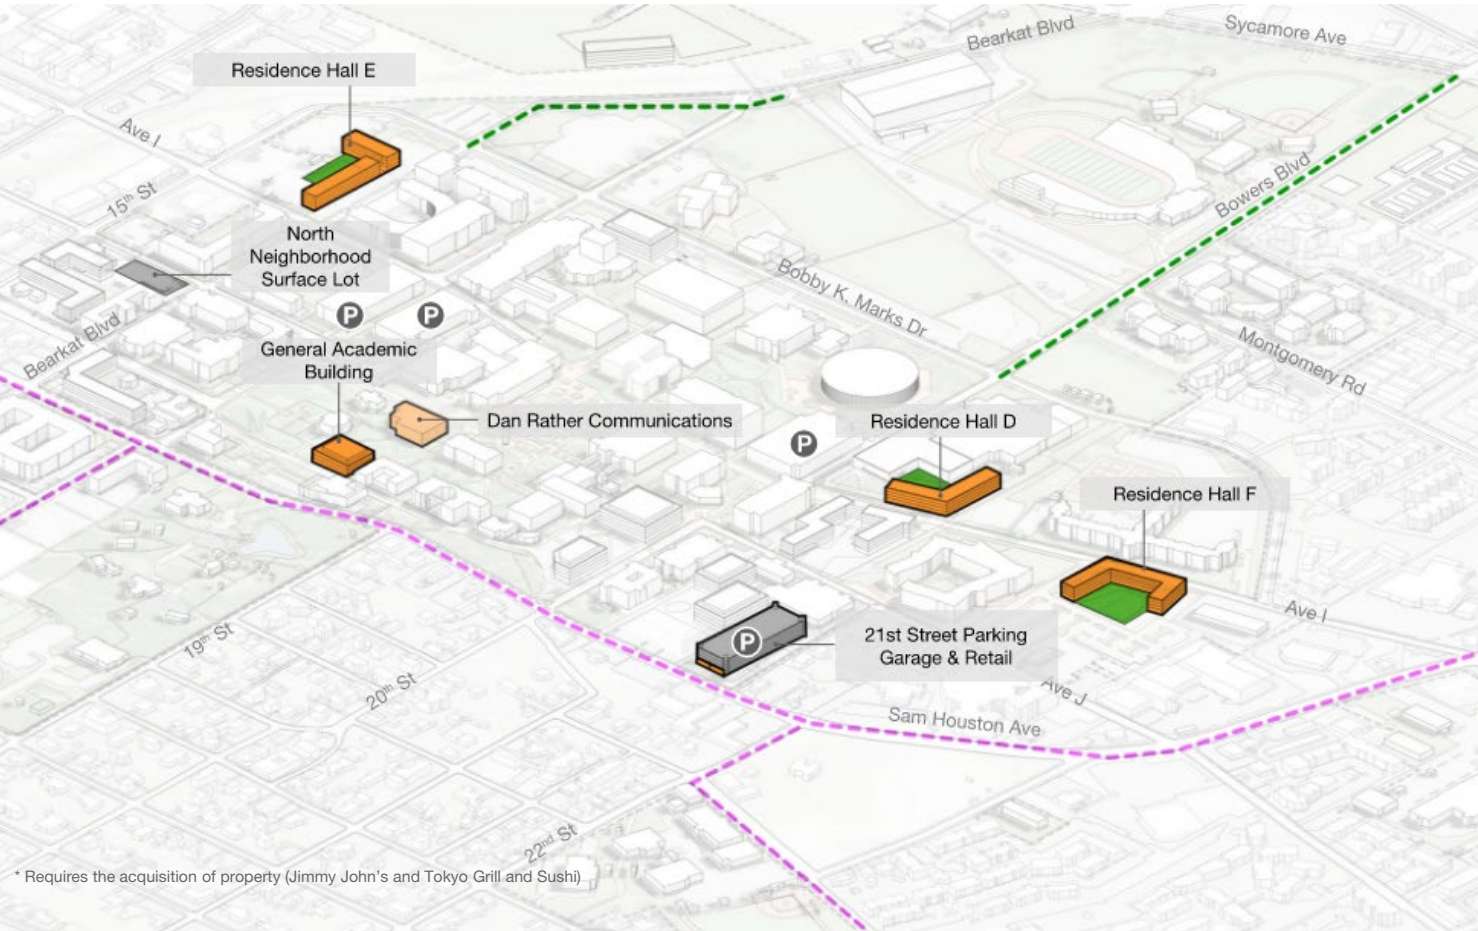 Bearkat Blvd
Sycamore Ave
Residence Hall E
Ave I
15th St
Bowers Blvd
North
Neighborhood
Surface Lot
Bobby K. Marks Dr
P
P
Bearkat Blvd
General Academic
Building
Montgomery Rd
Dan Rather Communications
Residence Hall D
P
Residence Hall F
Ave I
19th St
P
21st Street Parking
Garage & Retail
20th St
Ave J
Sam Houston Ave
22nd St
* Requires the acquisition of property (Jimmy John's and Tokyo Grill and Sushi)